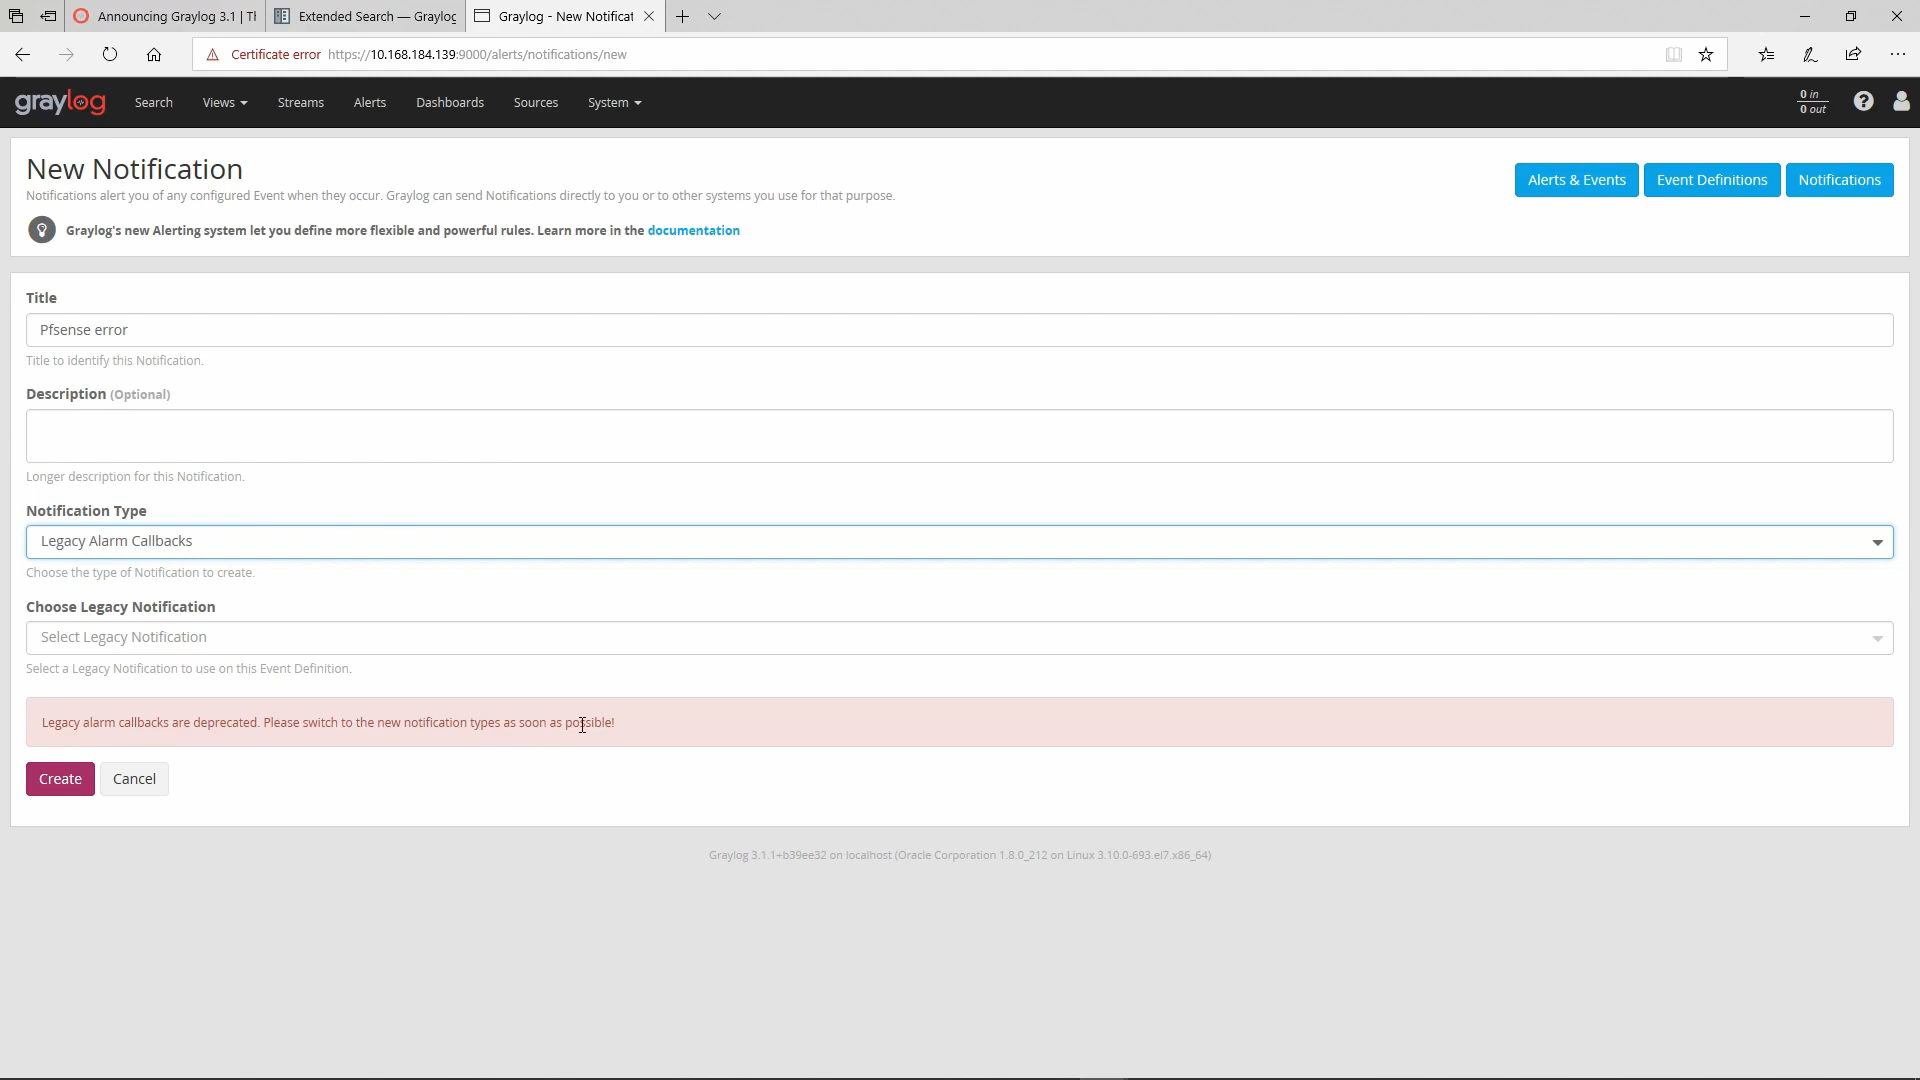 Announcing Graylog 3.1 | Tl
Extended Search — Graylog
Graylog - New Notificat
Certificate error https://10.168.184.139:9000/alerts/notifications/new
graylog Search Views Streams Alerts Dashboards Sources System
0 in
0 out
New Notification
Notifications alert you of any configured Event when they occur. Graylog can send Notifications directly to you or to other systems you use for that purpose.
Alerts & Events Event Definitions Notifications
Graylog's new Alerting system let you define more flexible and powerful rules. Learn more in the documentation
Title
Pfsense error
Title to identify this Notification.
Description (Optional)
Longer description for this Notification.
Notification Type
Legacy Alarm Callbacks
Choose the type of Notification to create.
Choose Legacy Notification
Select Legacy Notification
Select a Legacy Notification to use on this Event Definition.
Legacy alarm callbacks are deprecated. Please switch to the new notification types as soon as possible!
Create Cancel
Graylog 3.1.1+b39ee32 on localhost (Oracle Corporation 1.8.0_212 on Linux 3.10.0-693.el7.x86_64)